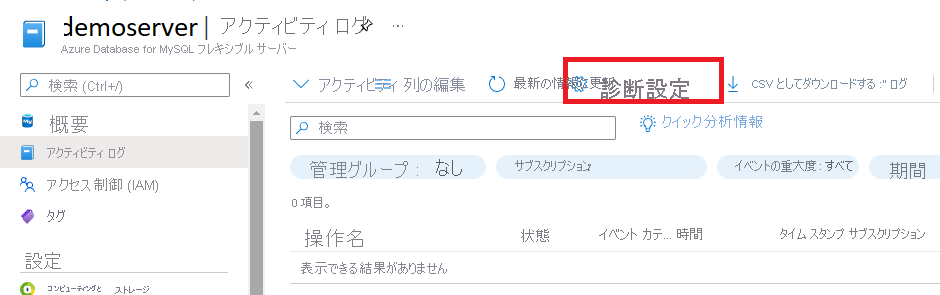 demoserver | アクティビティ ログ ...
Azure Database for MySQL フレキシブル サーバー
検索 (Ctrl+/) «
アクティビティ 列の編集 最新の情報に更新 診断設定 CSV としてダウンロードする :" ログ
検索 クイック分析情報
概要
アクティビティ ログ
アクセス制御 (IAM)
タグ
管理グループ : なし サブスクリプション: イベントの重大度 : すべて 期間
0 項目。
操作名 状態 イベント カテ... 時間 タイム スタンプ サブスクリプション
表示できる結果がありません
設定
コンピューティングと ストレージ